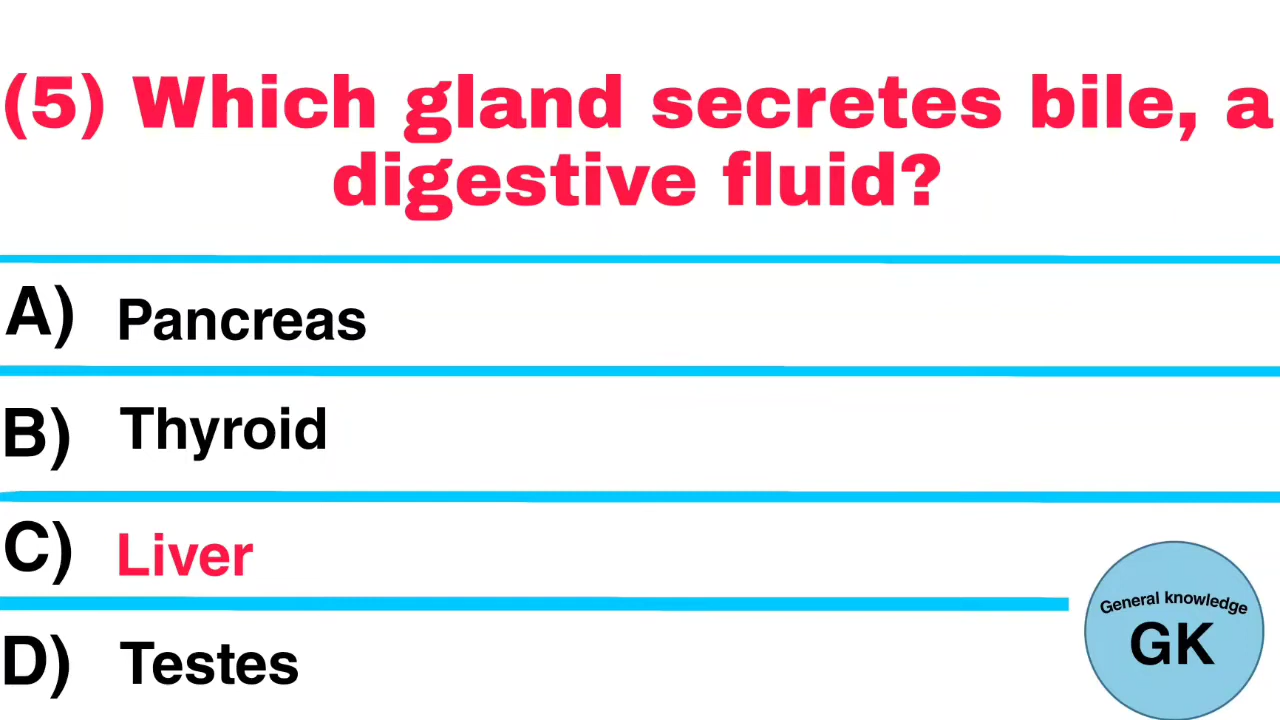 (5) Which gland secretes bile, a
digestive fluid?
A) Pancreas
B) Thyroid
C) Liver
D) Testes
General knowledge
GK